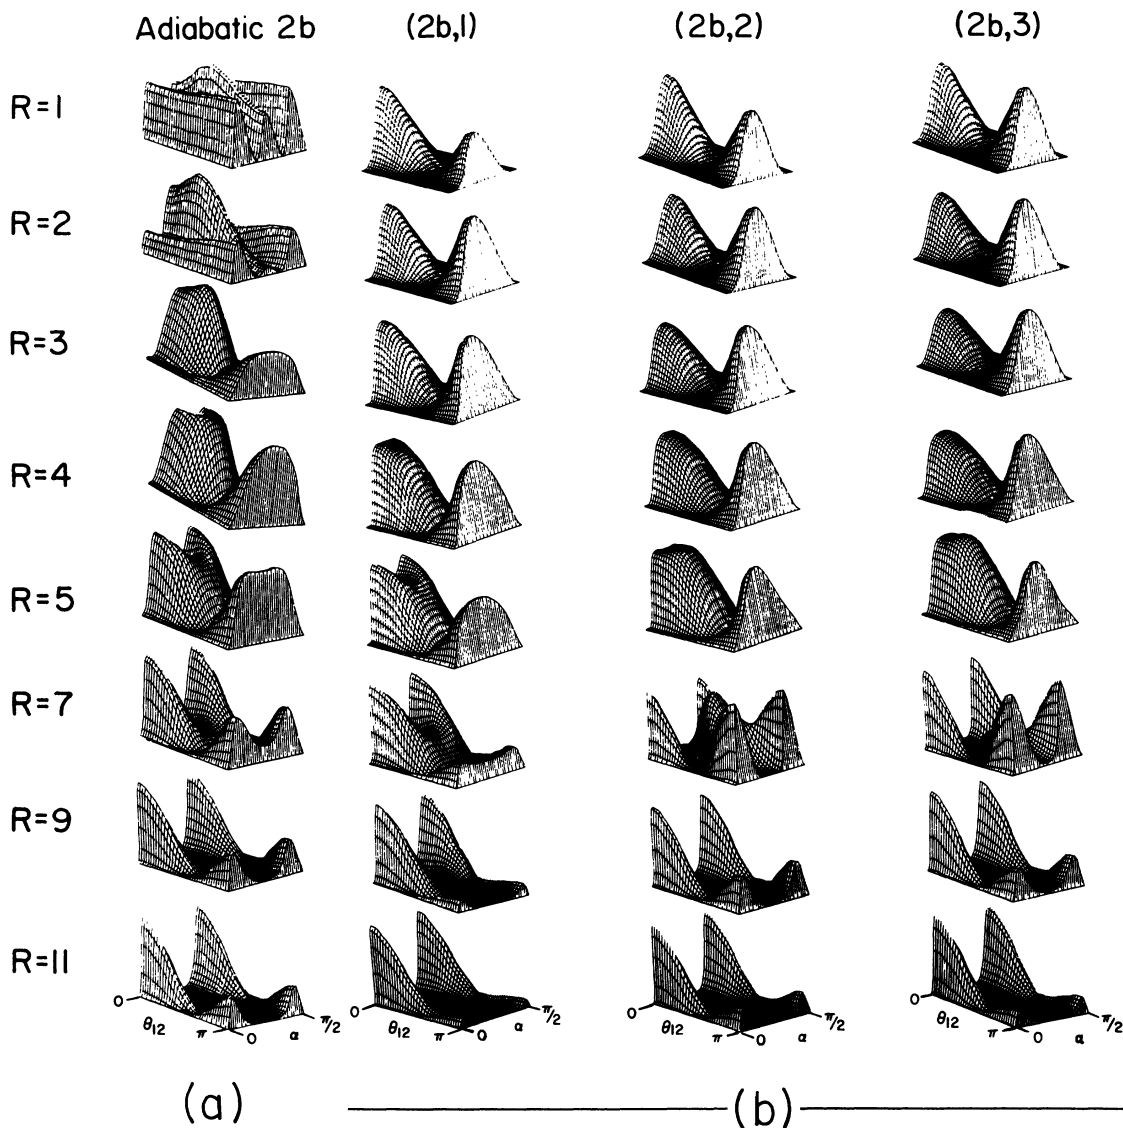 Adiabatic 2b (2b,1) (2b,2) (2b,3)
R=1
R=2
R=3
R=4
R=5
R=7
R=9
R=11
0 θ12 π 0 α π/2 0 θ12 π 0 α π/2 0 θ12 π 0 α π/2 0 θ12 π 0 α π/2
(a) (b)